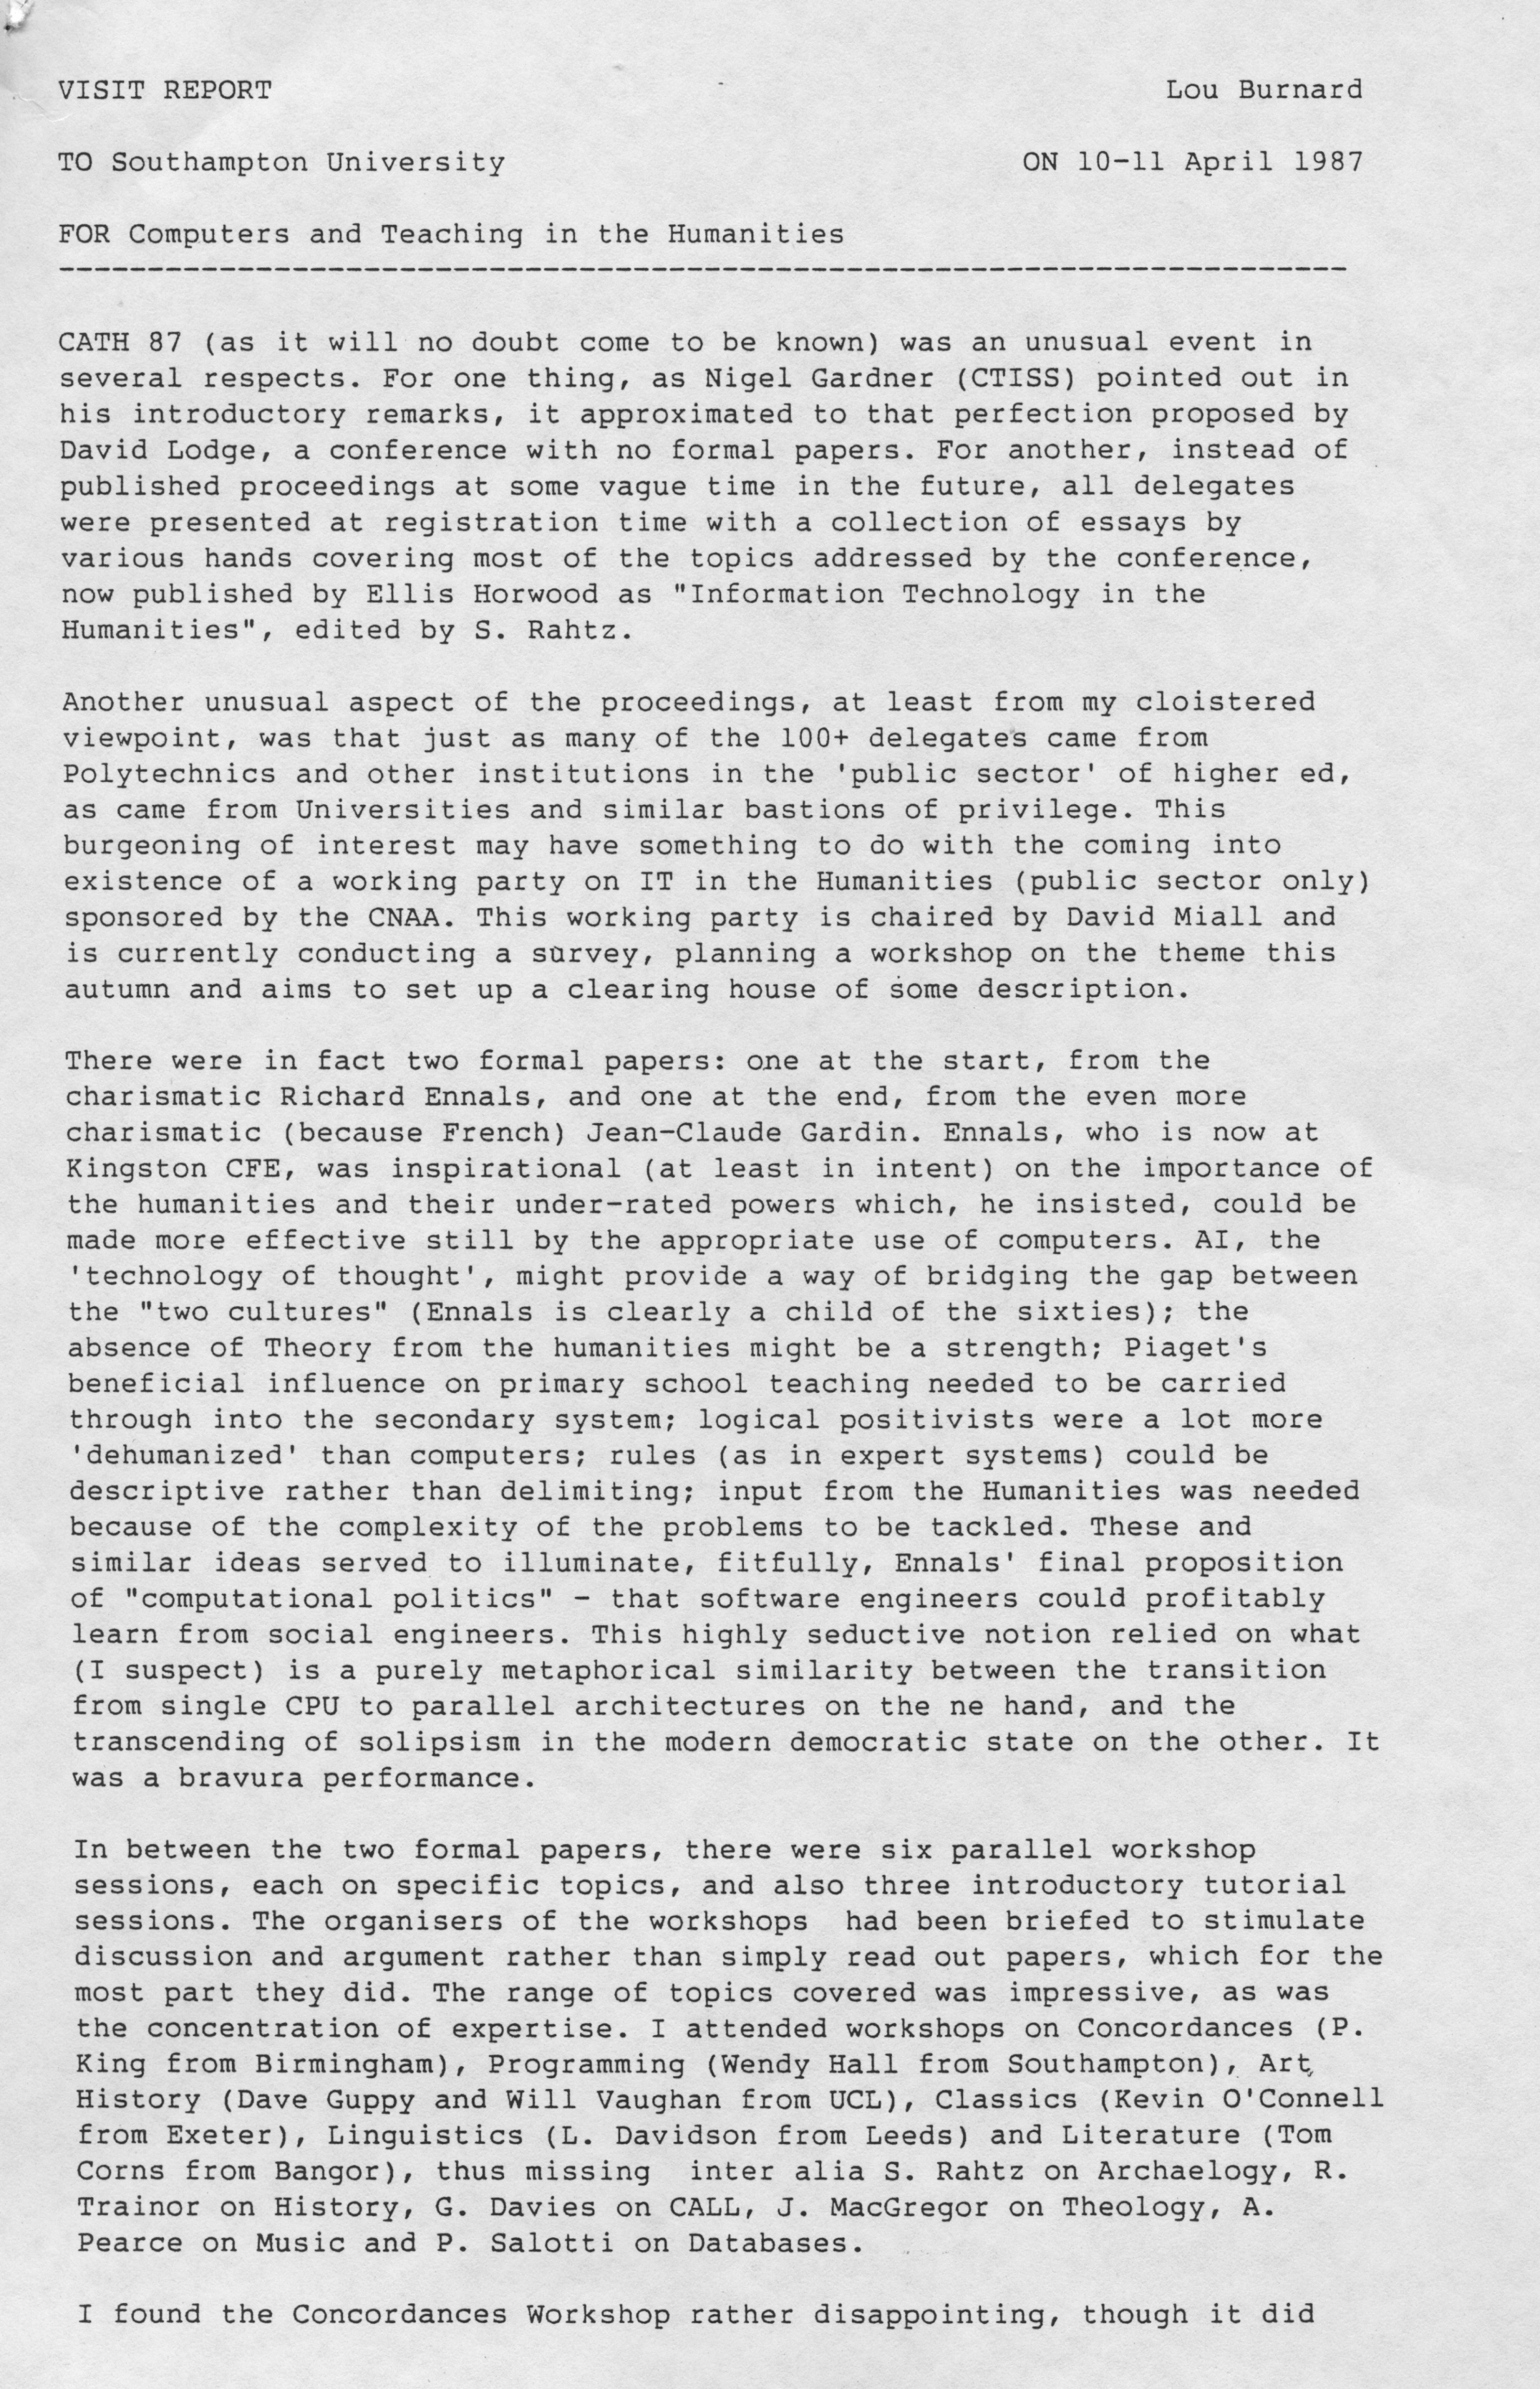 VISIT REPORT Lou Burnard
TO Southampton University ON 10-11 April 1987
FOR Computers and Teaching in the Humanities
------------------------------------------------------------------------
CATH 87 (as it will no doubt come to be known) was an unusual event in
several respects. For one thing, as Nigel Gardner (CTISS) pointed out in
his introductory remarks, it approximated to that perfection proposed by
David Lodge, a conference with no formal papers. For another, instead of
published proceedings at some vague time in the future, all delegates
were presented at registration time with a collection of essays by
various hands covering most of the topics addressed by the conference,
now published by Ellis Horwood as "Information Technology in the
Humanities", edited by S. Rahtz.
Another unusual aspect of the proceedings, at least from my cloistered
viewpoint, was that just as many of the 100+ delegates came from
Polytechnics and other institutions in the 'public sector' of higher ed,
as came from Universities and similar bastions of privilege. This
burgeoning of interest may have something to do with the coming into
existence of a working party on IT in the Humanities (public sector only)
sponsored by the CNAA. This working party is chaired by David Miall and
is currently conducting a survey, planning a workshop on the theme this
autumn and aims to set up a clearing house of some description.
There were in fact two formal papers: one at the start, from the
charismatic Richard Ennals, and one at the end, from the even more
charismatic (because French) Jean-Claude Gardin. Ennals, who is now at
Kingston CFE, was inspirational (at least in intent) on the importance of
the humanities and their under-rated powers which, he insisted, could be
made more effective still by the appropriate use of computers. AI, the
'technology of thought', might provide a way of bridging the gap between
the "two cultures" (Ennals is clearly a child of the sixties); the
absence of Theory from the humanities might be a strength; Piaget's
beneficial influence on primary school teaching needed to be carried
through into the secondary system; logical positivists were a lot more
'dehumanized' than computers; rules (as in expert systems) could be
descriptive rather than delimiting; input from the Humanities was needed
because of the complexity of the problems to be tackled. These and
similar ideas served to illuminate, fitfully, Ennals' final proposition
of "computational politics" - that software engineers could profitably
learn from social engineers. This highly seductive notion relied on what
(I suspect) is a purely metaphorical similarity between the transition
from single CPU to parallel architectures on the ne hand, and the
transcending of solipsism in the modern democratic state on the other. It
was a bravura performance.
In between the two formal papers, there were six parallel workshop
sessions, each on specific topics, and also three introductory tutorial
sessions. The organisers of the workshops  had been briefed to stimulate
discussion and argument rather than simply read out papers, which for the
most part they did. The range of topics covered was impressive, as was
the concentration of expertise. I attended workshops on Concordances (P.
King from Birmingham), Programming (Wendy Hall from Southampton), Art
History (Dave Guppy and Will Vaughan from UCL), Classics (Kevin O'Connell
from Exeter), Linguistics (L. Davidson from Leeds) and Literature (Tom
Corns from Bangor), thus missing  inter alia S. Rahtz on Archaelogy, R.
Trainor on History, G. Davies on CALL, J. MacGregor on Theology, A.
Pearce on Music and P. Salotti on Databases.
I found the Concordances Workshop rather disappointing, though it did